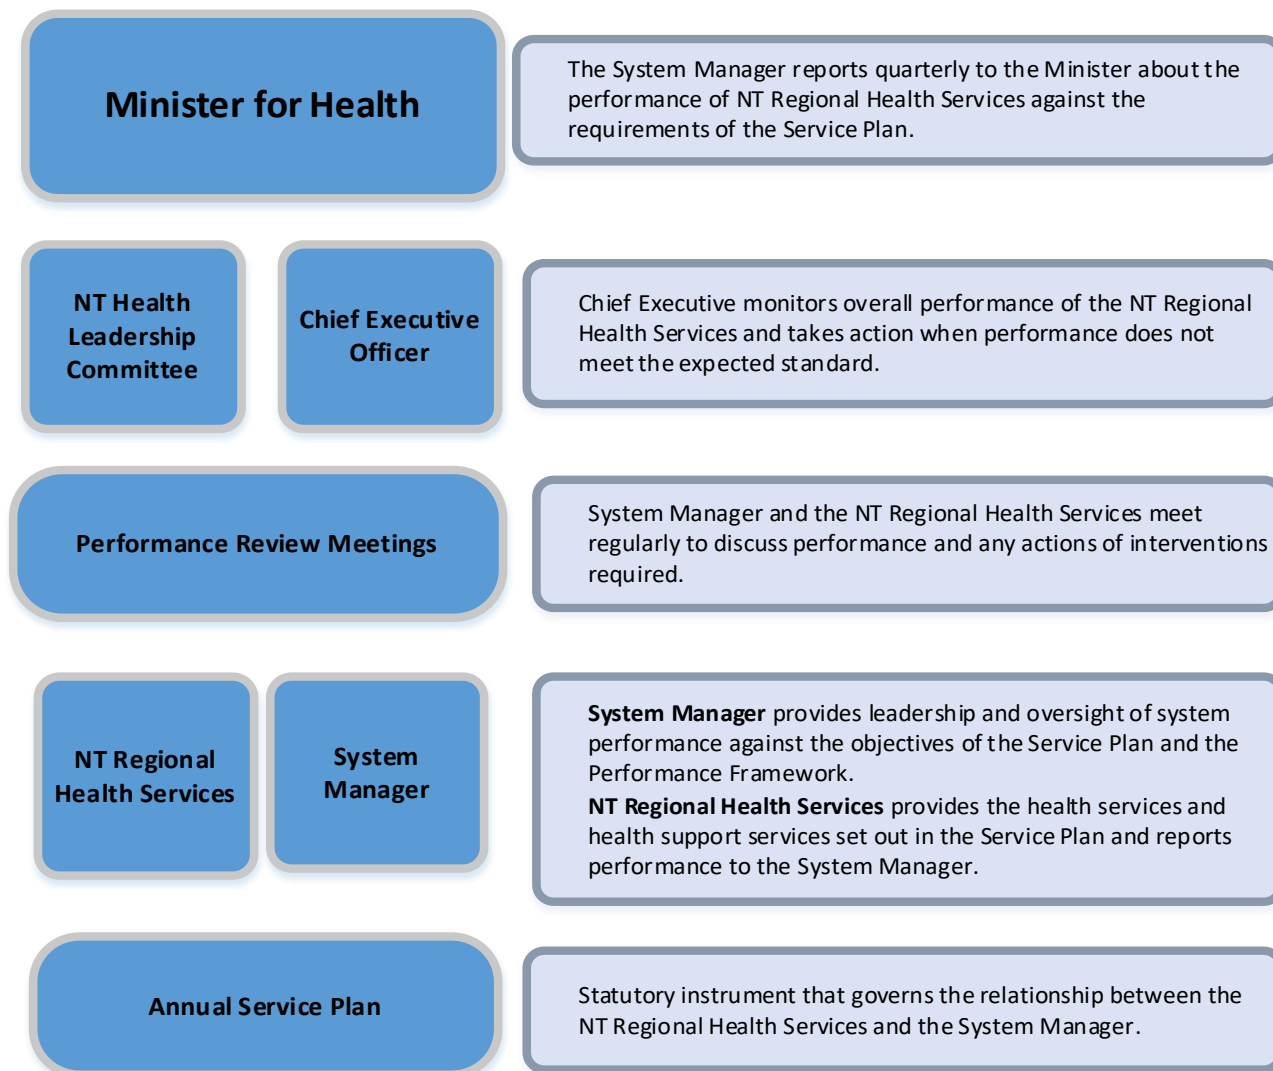 Minister for Health
The System Manager reports quarterly to the Minister about the
performance of NT Regional Health Services against the
requirements of the Service Plan.
NT Health
Leadership
Committee
Chief Executive
Officer
Chief Executive monitors overall performance of the NT Regional
Health Services and takes action when performance does not
meet the expected standard.
Performance Review Meetings
System Manager and the NT Regional Health Services meet
regularly to discuss performance and any actions of interventions
required.
NT Regional
Health Services
System
Manager
System Manager provides leadership and oversight of system
performance against the objectives of the Service Plan and the
Performance Framework.
NT Regional Health Services provides the health services and
health support services set out in the Service Plan and reports
performance to the System Manager.
Annual Service Plan
Statutory instrument that governs the relationship between the
NT Regional Health Services and the System Manager.